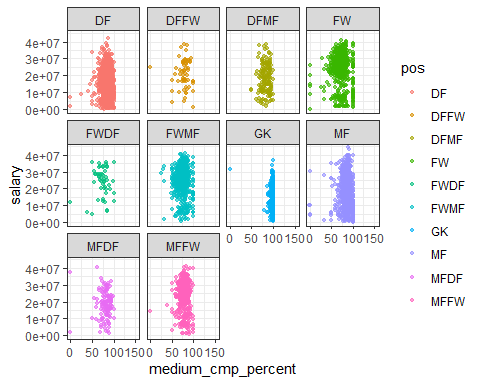 DF DFFW DFMF FW
4e+07
3e+07
2e+07
1e+07
0e+00
FWDF FWMF GK MF
4e+07
3e+07
2e+07
1e+07
0e+00
MFDF MFFW
0 50 100 150 0 50 100 150
4e+07
3e+07
2e+07
1e+07
0e+00
0 50 100 150 0 50 100 150
medium_cmp_percent
salary
pos
DF
DFFW
DFMF
FW
FWDF
FWMF
GK
MF
MFDF
MFFW